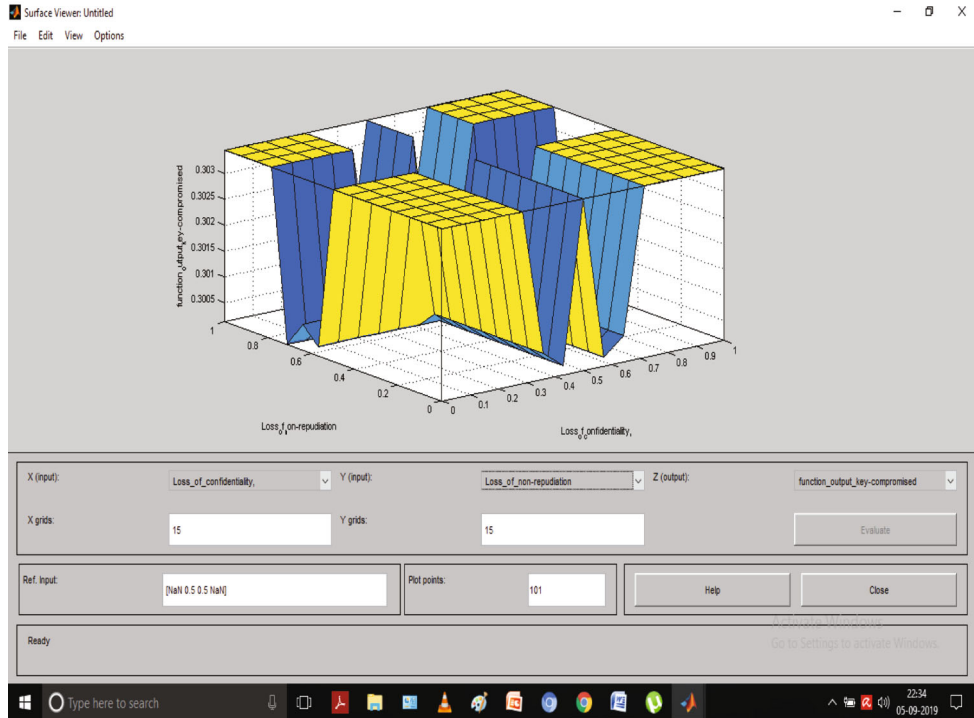 Surface Viewer: Untitled
File Edit View Options
function_output_key-compromised
0.303
0.3025
0.302
0.3015
0.301
0.3005
1
0.8
0.6
0.4
0.2
0
0
0.1
0.2
0.3
0.4
0.5
0.6
0.7
0.8
0.9
1
Loss_of_non-repudiation
Loss_of_confidentiality,
X (input): Loss_of_confidentiality, Y (input): Loss_of_non-repudiation Z (output): function_output_key-compromised
X grids: 15 Y grids: 15 Evaluate
Ref. Input: [NaN 0.5 0.5 NaN] Plot points: 101 Help Close
Activate Windows
Go to Settings to activate Windows.
Ready
Type here to search
22:34
05-09-2019